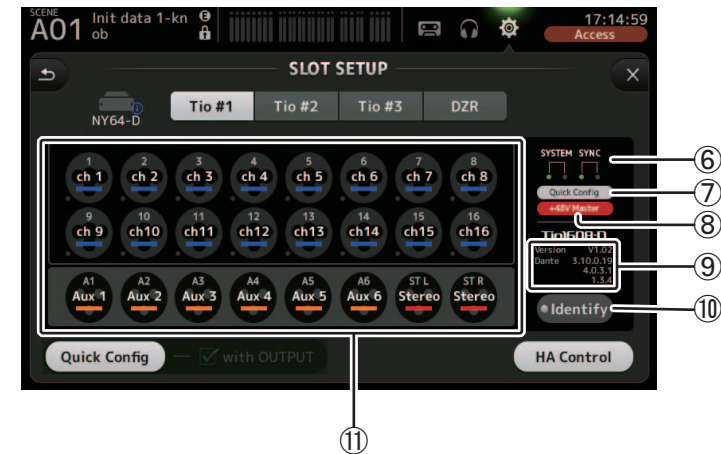 SCENE
A01 Init data 1-kn ob E 17:14:59
Access
SLOT SETUP
NY64-D
Tio #1 Tio #2 Tio #3 DZR
1 2 3 4 5 6 7 8
ch 1 ch 2 ch 3 ch 4 ch 5 ch 6 ch 7 ch 8
9 10 11 12 13 14 15 16
ch 9 ch10 ch11 ch12 ch13 ch14 ch15 ch16
A1 A2 A3 A4 A5 A6 ST L ST R
Aux 1 Aux 2 Aux 3 Aux 4 Aux 5 Aux 6 Stereo Stereo
SYSTEM SYNC
⑥
Quick Config
⑦
+48V Master
⑧
Tio1608-D
Version V1.02
Dante 3.10.0.19
4.0.3.1
1.3.4
⑨
Identify
⑩
Quick Config with OUTPUT HA Control
⑪